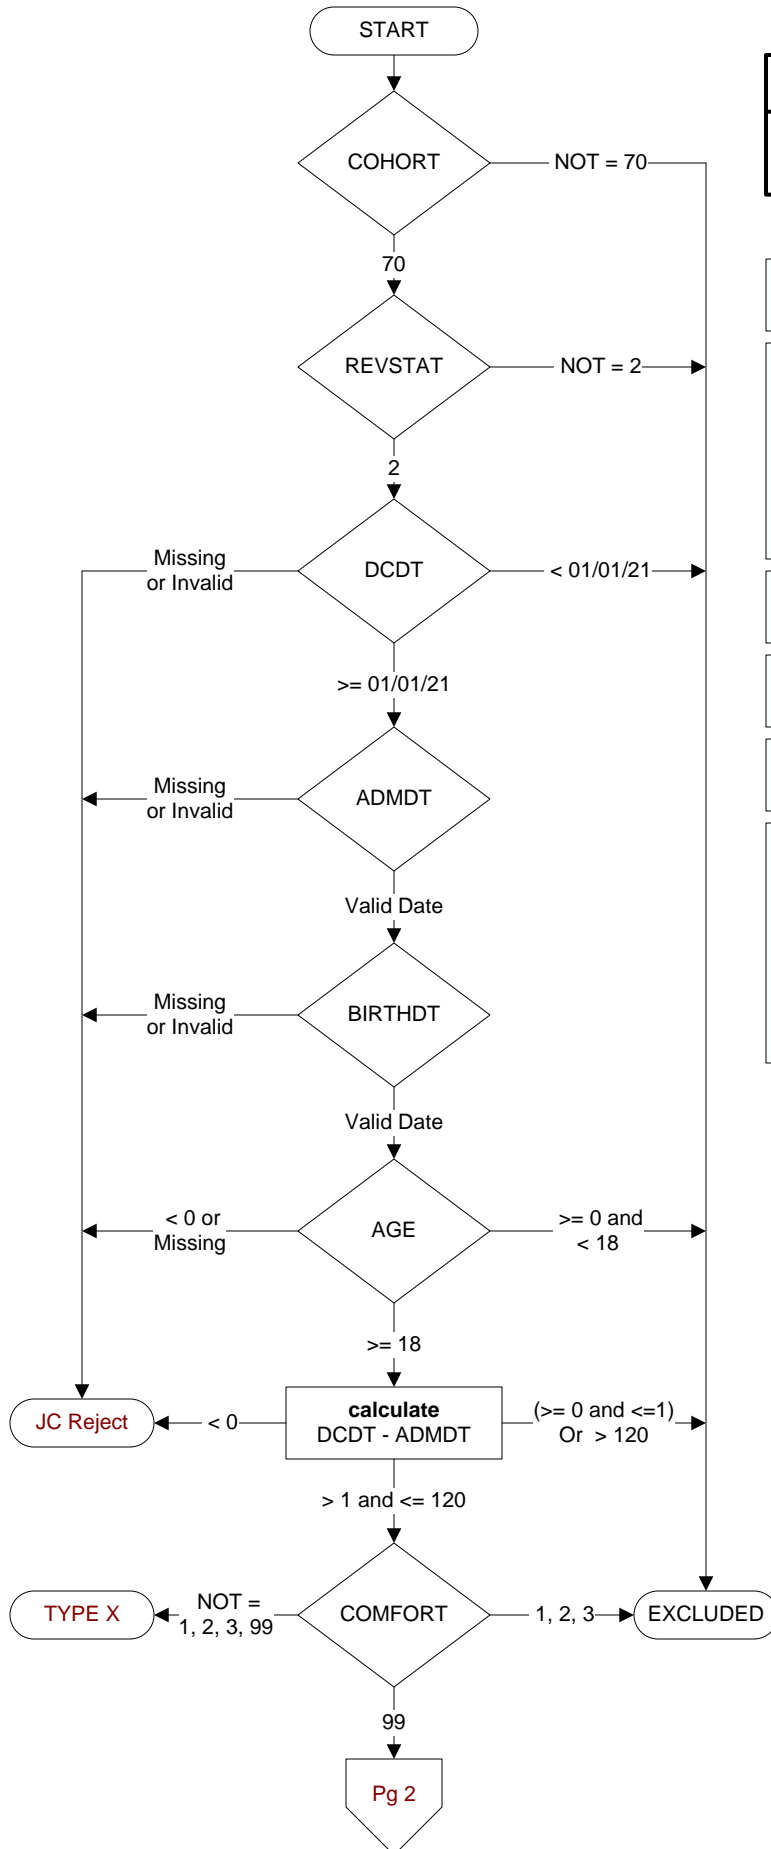 START
COHORT
NOT = 70
70
REVSTAT
NOT = 2
2
Missing
or Invalid
DCDT
< 01/01/21
>= 01/01/21
Missing
or Invalid
ADMDT
Valid Date
Missing
or Invalid
BIRTHDT
Valid Date
< 0 or
Missing
AGE
>= 0 and
< 18
>= 18
JC Reject
< 0
calculate
DCDT - ADMDT
(>= 0 and <=1)
Or > 120
> 1 and <= 120
TYPE X
NOT =
1, 2, 3, 99
COMFORT
1, 2, 3
EXCLUDED
99
Pg 2